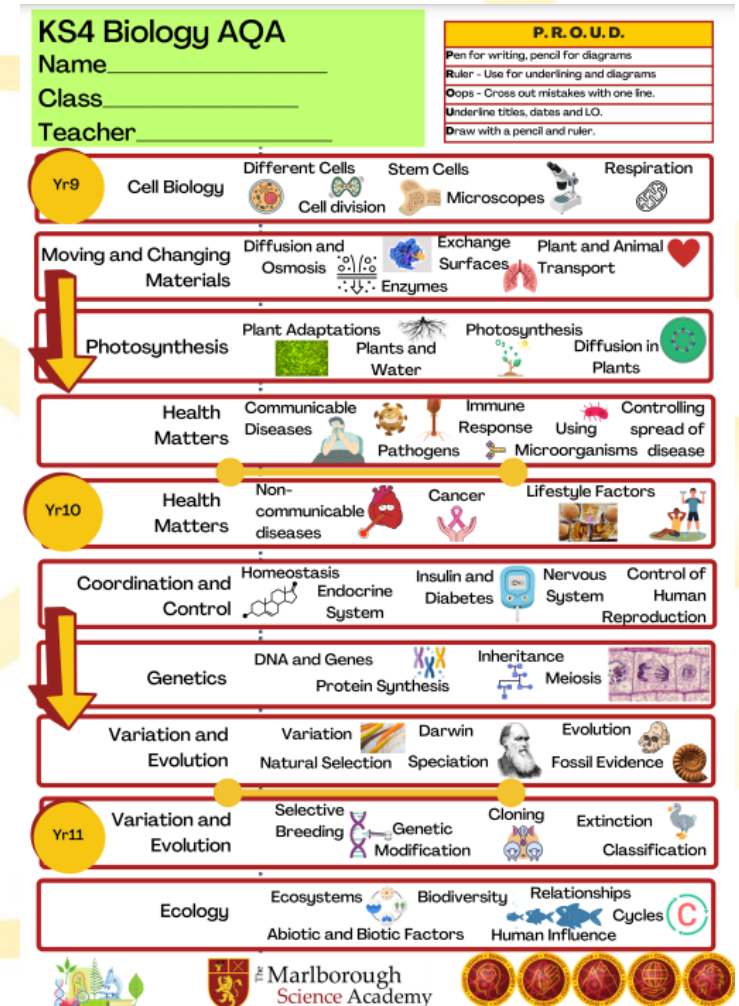 KS4 Biology AQA
Name
Class
Teacher
P. R. O. U. D.
Pen for writing, pencil for diagrams
Ruler - Use for underlining and diagrams
Oops - Cross out mistakes with one line.
Underline titles, dates and LO.
Draw with a pencil and ruler.
Yr9
Cell Biology
Different Cells
Cell division
Stem Cells
Microscopes
Respiration
Moving and Changing
Materials
Diffusion and
Osmosis
Enzymes
Exchange
Surfaces
Plant and Animal
Transport
Photosynthesis
Plant Adaptations
Plants and
Water
Photosynthesis
Diffusion in
Plants
Health
Matters
Communicable
Diseases
Pathogens
Immune
Response
Using
Microorganisms
Controlling
spread of
disease
Yr10
Health
Matters
Non-
communicable
diseases
Cancer
Lifestyle Factors
Coordination and
Control
Homeostasis
Endocrine
System
Insulin and
Diabetes
Nervous
System
Control of
Human
Reproduction
Genetics
DNA and Genes
Protein Synthesis
Inheritance
Meiosis
Variation and
Evolution
Variation
Natural Selection
Darwin
Speciation
Evolution
Fossil Evidence
Yr11
Variation and
Evolution
Selective
Breeding
Genetic
Modification
Cloning
Extinction
Classification
Ecology
Ecosystems
Abiotic and Biotic Factors
Biodiversity
Relationships
Human Influence
Cycles
C
The Marlborough
Science Academy